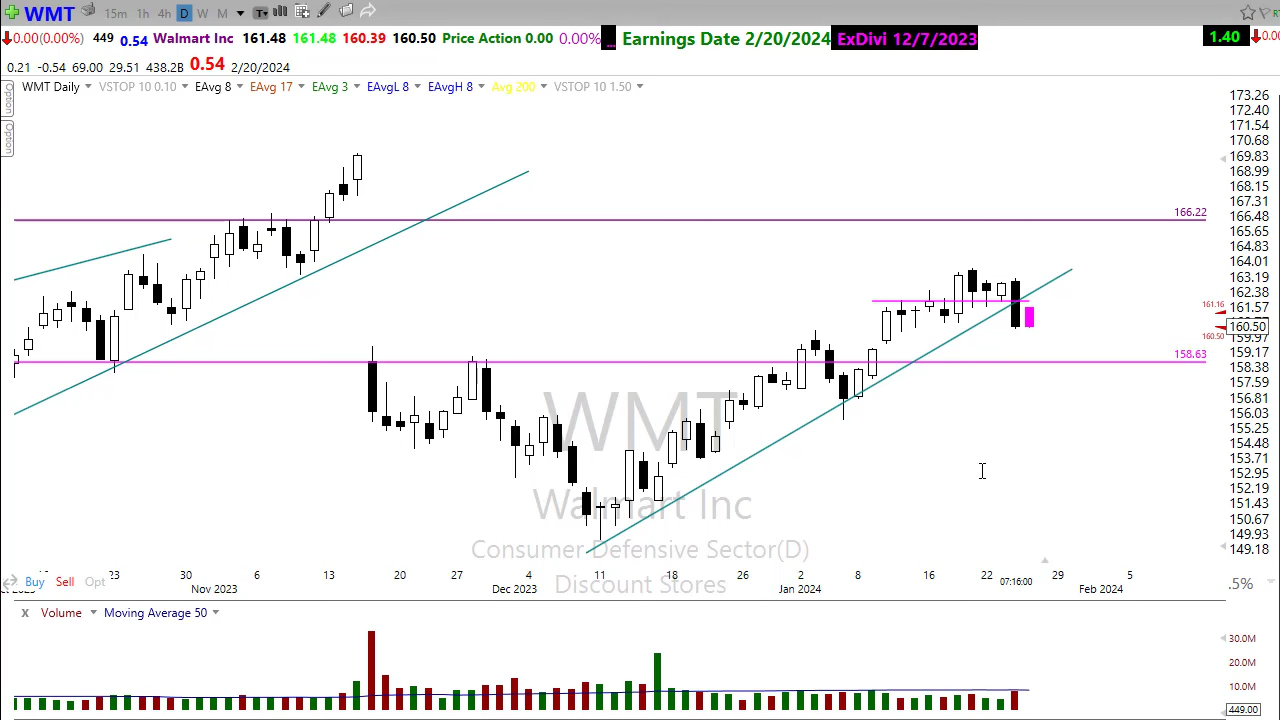 WMT 15m 1h 4h D W M
0.00(0.00%) 449 0.54 Walmart Inc 161.48 161.48 160.39 160.50 Price Action 0.00 0.00% ... Earnings Date 2/20/2024 ExDivi 12/7/2023 1.40
0.21 -0.54 69.00 29.51 438.2B 0.54 2/20/2024
WMT Daily VSTOP 10 0.10 EAvg 8 EAvg 17 EAvg 3 EAvgL 8 EAvgH 8 Avg 200 VSTOP 10 1.50
Option
Option
173.26
172.40
171.54
170.68
169.83
168.99
168.15
167.31
166.22
166.48
165.65
164.83
164.01
163.19
162.38
161.16
161.57
160.50
160.50
159.97
158.63
159.17
158.38
157.59
156.81
156.03
155.25
154.48
153.71
152.95
152.19
151.43
150.67
149.93
149.18
WMT
Walmart Inc
Consumer Defensive Sector(D)
Discount Stores
23 30 6 13 20 27 4 11 18 26 2 8 16 22 29 5
Buy Sell Opt
07:16:00
.5%
Nov 2023 Dec 2023 Jan 2024 Feb 2024
X Volume Moving Average 50
30.0M
20.0M
10.0M
449.00